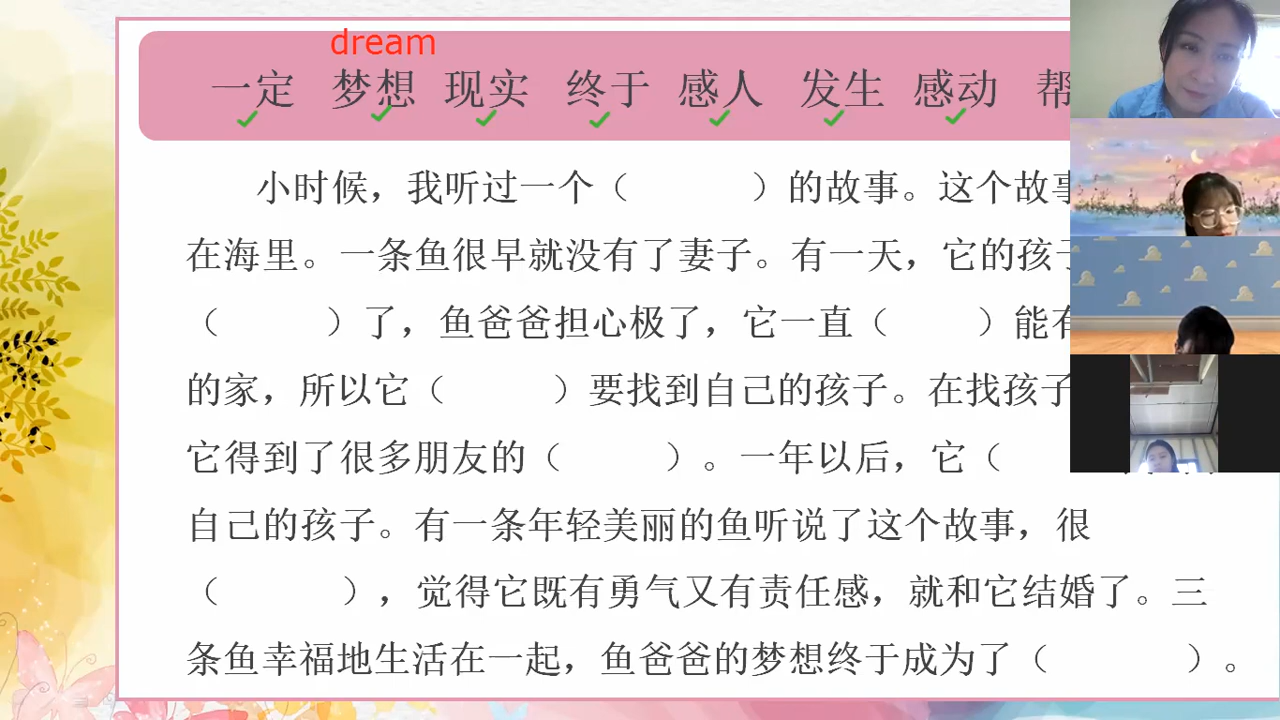 dream
一定 梦想 现实 终于 感人 发生 感动 帮
小时候，我听过一个（ ）的故事。这个故事
在海里。一条鱼很早就没有了妻子。有一天，它的孩子
（ ）了，鱼爸爸担心极了，它一直（ ）能有
的家，所以它（ ）要找到自己的孩子。在找孩子
它得到了很多朋友的（ ）。一年以后，它（
自己的孩子。有一条年轻美丽的鱼听说了这个故事，很
（ ），觉得它既有勇气又有责任感，就和它结婚了。三
条鱼幸福地生活在一起，鱼爸爸的梦想终于成为了（ ）。